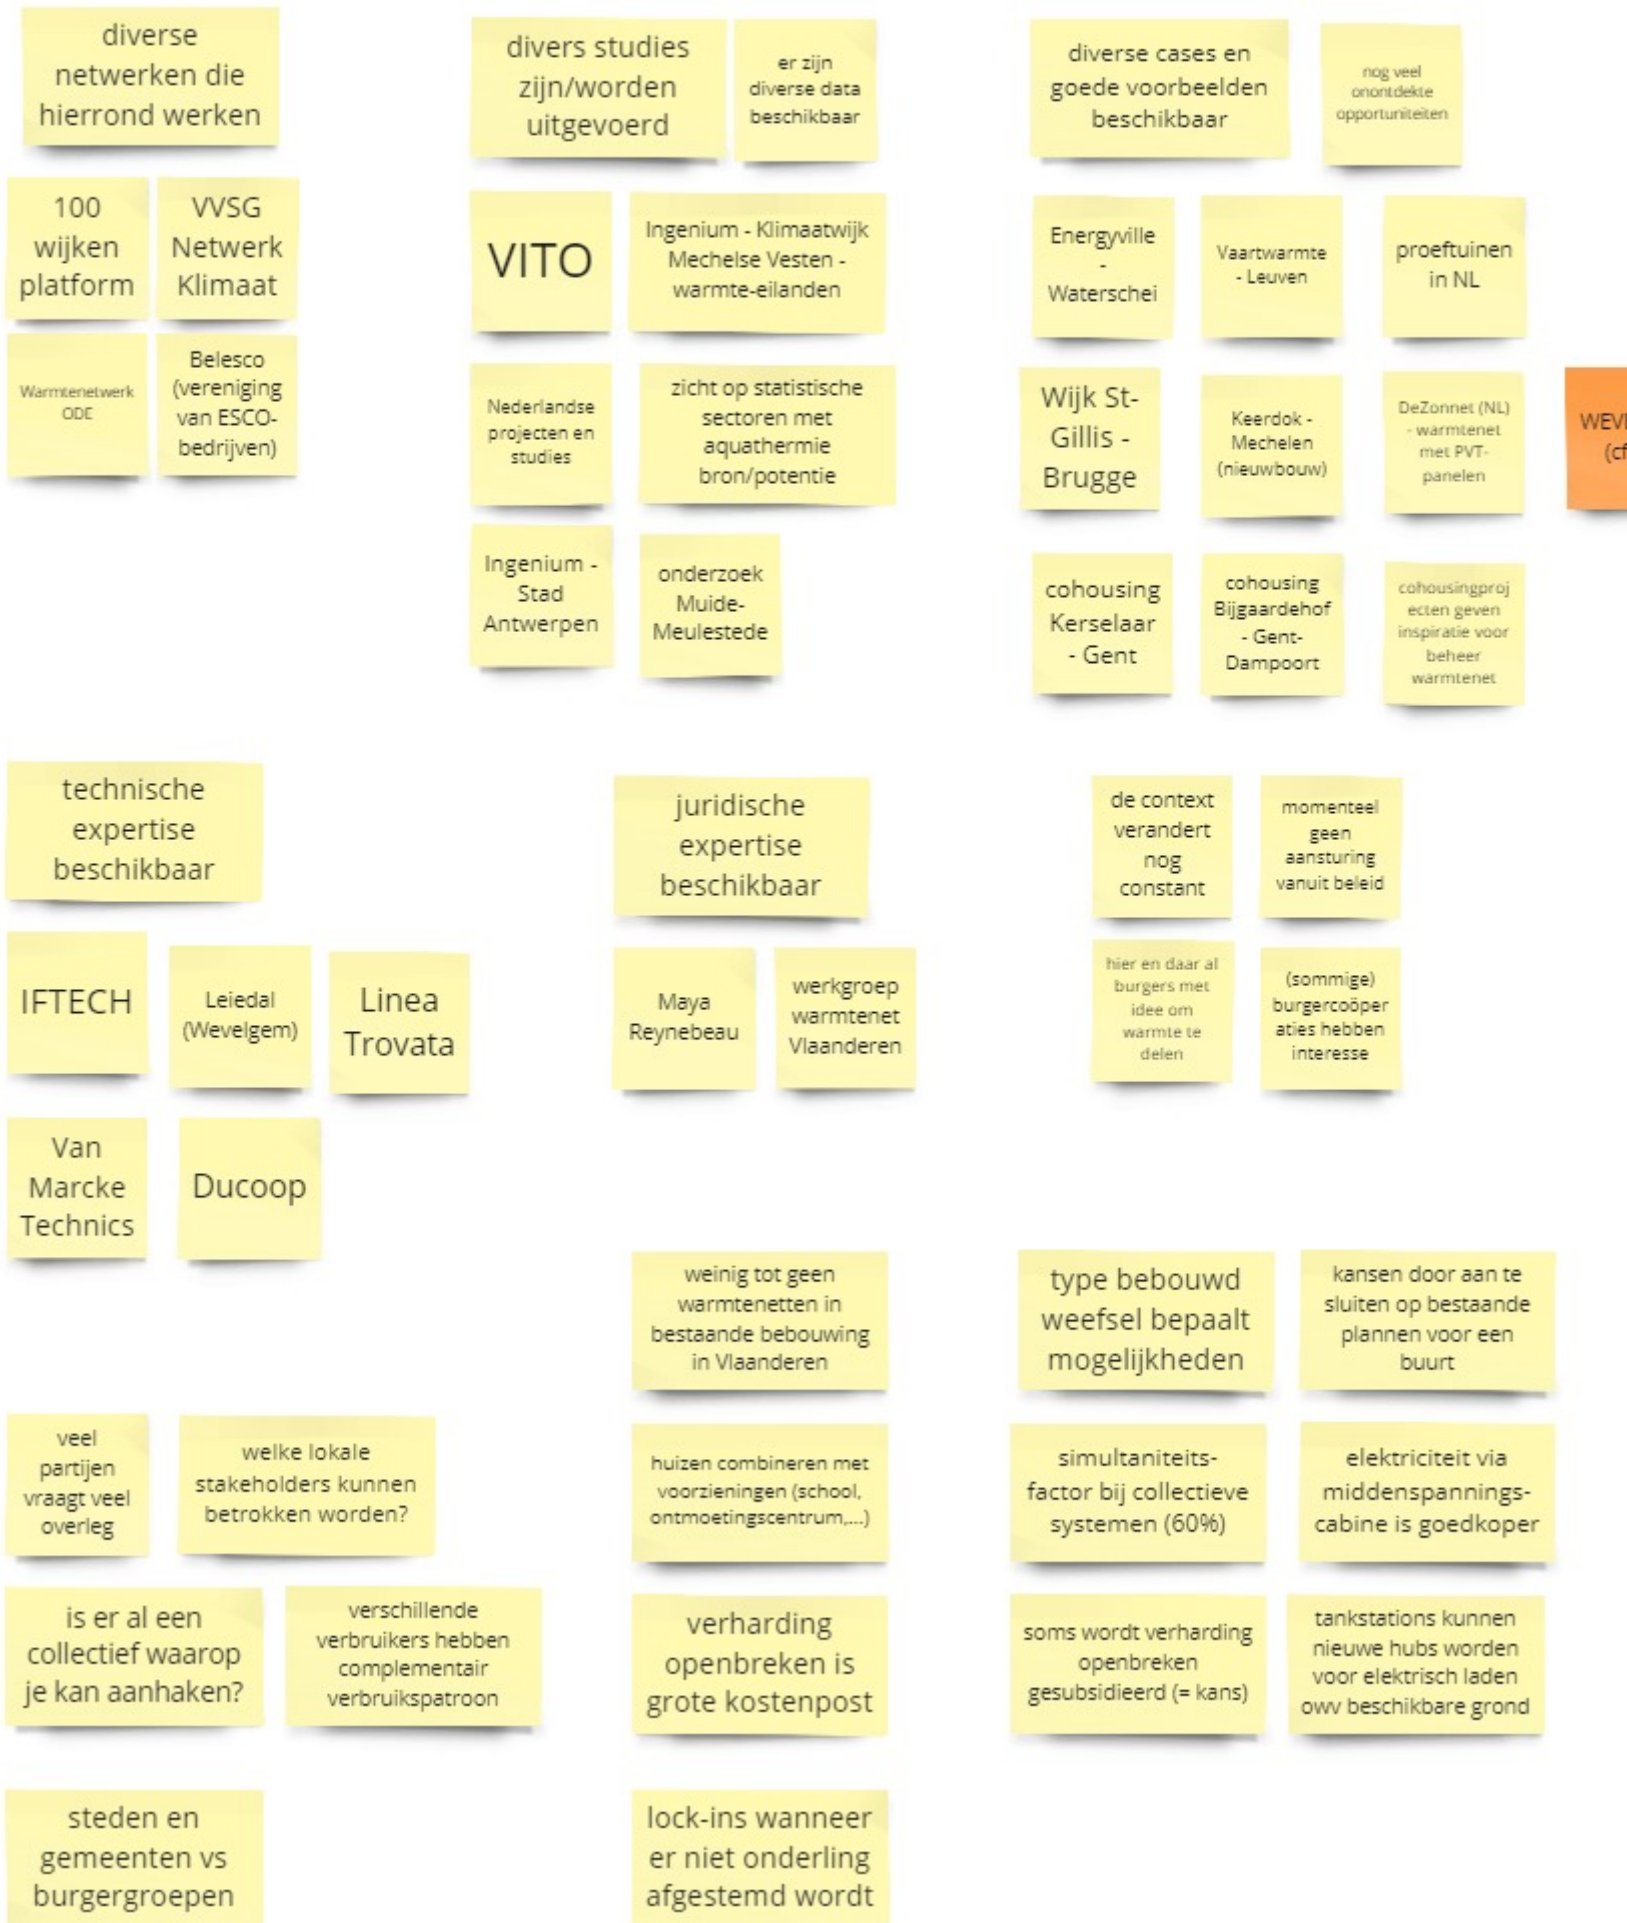 diverse
netwerken die
hierrond werken
100
wijken
platform
VVSG
Netwerk
Klimaat
Warmtenetwerk
ODE
Belesco
(vereniging
van ESCO-
bedrijven)
divers studies
zijn/worden
uitgevoerd
er zijn
diverse data
beschikbaar
VITO
Ingenium - Klimaatwijk
Mechelse Vesten -
warmte-eilanden
Nederlandse
projecten en
studies
zicht op statistische
sectoren met
aquathermie
bron/potentie
Ingenium -
Stad
Antwerpen
onderzoek
Muide-
Meulestede
diverse cases en
goede voorbeelden
beschikbaar
nog veel
onontdekte
opportuniteiten
Energyville
-
Waterschei
Vaartwarmte
- Leuven
proeftuinen
in NL
Wijk St-
Gillis -
Brugge
Keerdok -
Mechelen
(nieuwbouw)
DeZonnet (NL)
- warmtenet
met PVT-
panelen
cohousing
Kerselaar
- Gent
cohousing
Bijgaardehof
- Gent-
Dampoort
cohousingproj
ecten geven
inspiratie voor
beheer
warmtenet
technische
expertise
beschikbaar
IFTECH
Leiedal
(Wevelgem)
Linea
Trovata
Van
Marcke
Technics
Ducoop
juridische
expertise
beschikbaar
Maya
Reynebeau
werkgroep
warmtenet
Vlaanderen
de context
verandert
nog
constant
momenteel
geen
aansturing
vanuit beleid
hier en daar al
burgers met
idee om
warmte te
delen
(sommige)
burgercoöper
aties hebben
interesse
veel
partijen
vraagt veel
overleg
welke lokale
stakeholders kunnen
betrokken worden?
is er al een
collectief waarop
je kan aanhaken?
verschillende
verbruikers hebben
complementair
verbruikspatroon
steden en
gemeenten vs
burgergroepen
weinig tot geen
warmtenetten in
bestaande bebouwing
in Vlaanderen
huizen combineren met
voorzieningen (school,
ontmoetingscentrum,...)
verharding
openbreken is
grote kostenpost
lock-ins wanneer
er niet onderling
afgestemd wordt
type bebouwd
weefsel bepaalt
mogelijkheden
kansen door aan te
sluiten op bestaande
plannen voor een
buurt
simultaniteits-
factor bij collectieve
systemen (60%)
elektriciteit via
middenspannings-
cabine is goedkoper
soms wordt verharding
openbreken
gesubsidieerd (= kans)
tankstations kunnen
nieuwe hubs worden
voor elektrisch laden
owv beschikbare grond